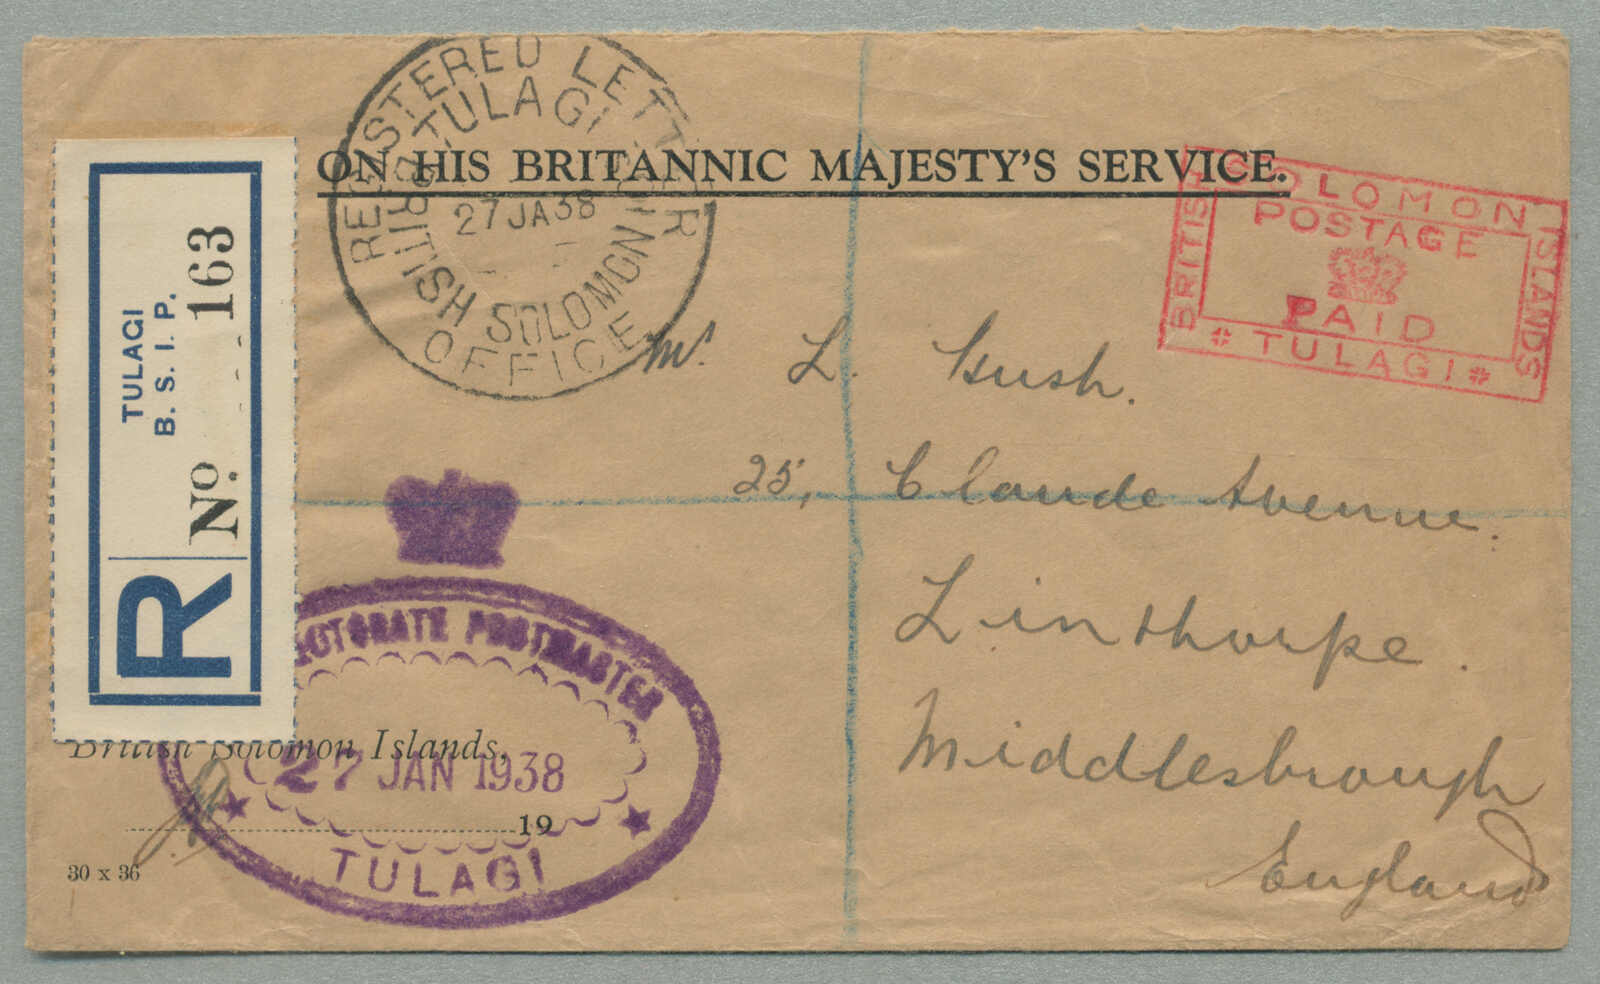 ON HIS BRITANNIC MAJESTY'S SERVICE.
REGISTERED LETTER
TULAGI
27 JA 38
BRITISH SOLOMON IS
OFFICE
BRITISH SOLOMON ISLANDS
POSTAGE
PAID
TULAGI
TULAGI
B. S. I. P.
R No. 163
Mr. L. Gush.
25, Claude Avenue.
Linthorpe.
Middlesbrough
England
POSTMASTER
27 JAN 1938
TULAGI
British Solomon Islands,
19
30 x 36